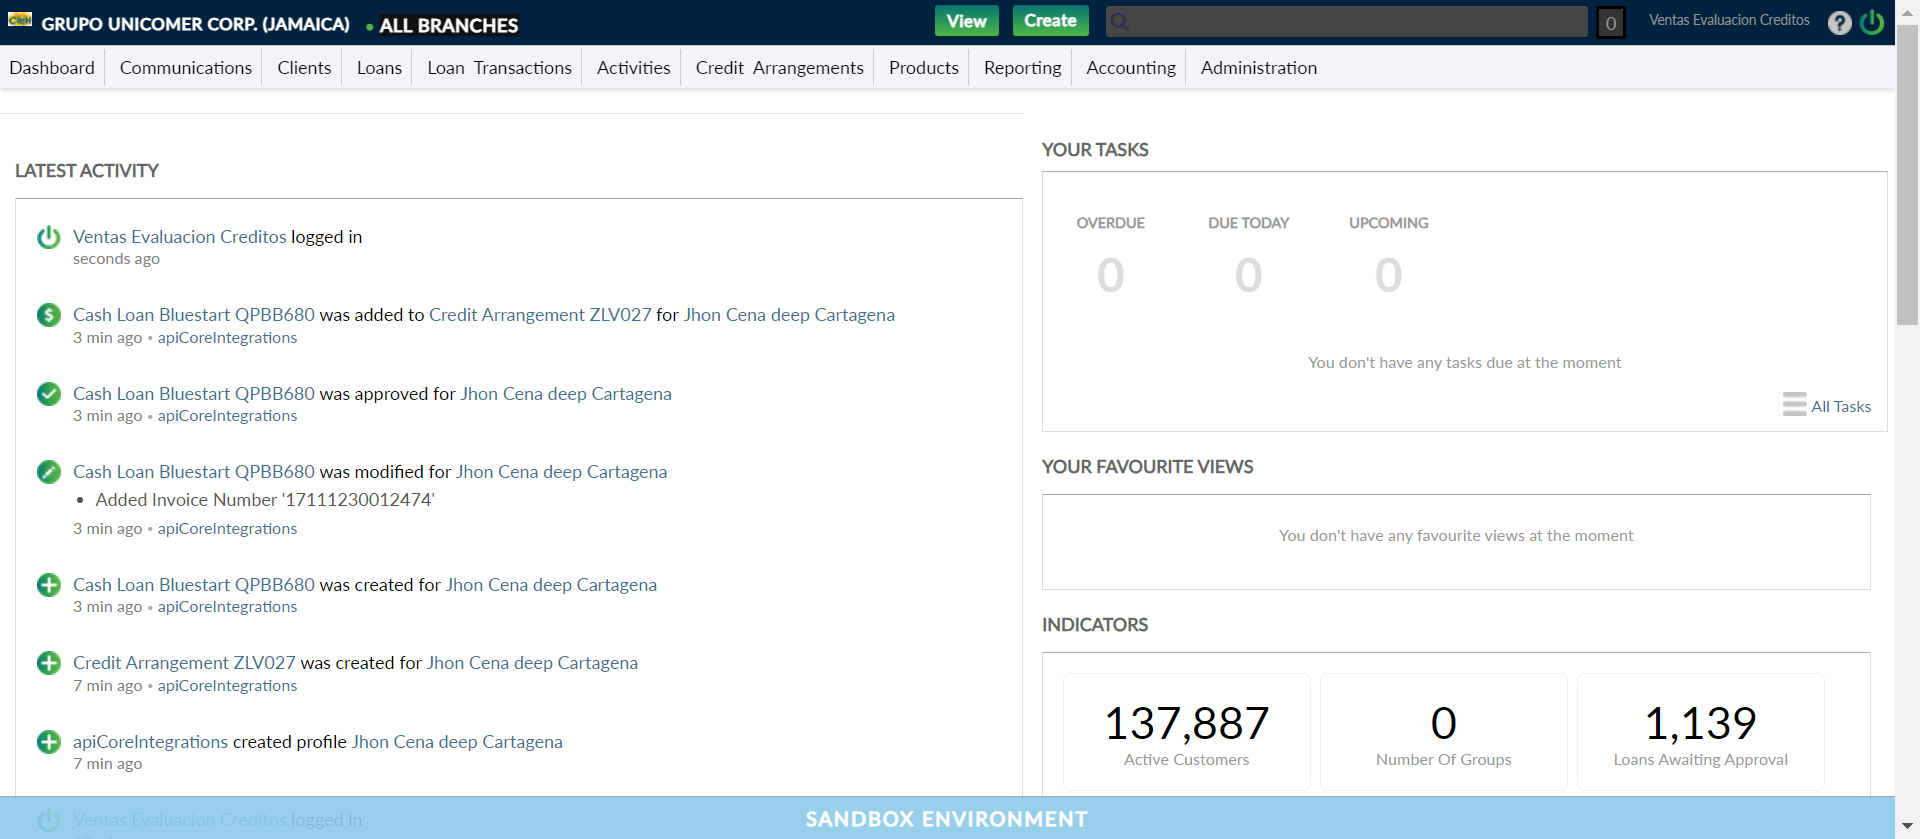 Cash GRUPO UNICOMER CORP. (JAMAICA) • ALL BRANCHES View Create 0 Ventas Evaluacion Creditos ?
Dashboard Communications Clients Loans Loan Transactions Activities Credit Arrangements Products Reporting Accounting Administration
LATEST ACTIVITY
Ventas Evaluacion Creditos logged in
seconds ago
Cash Loan Bluestart QPBB680 was added to Credit Arrangement ZLV027 for Jhon Cena deep Cartagena
3 min ago • apiCoreIntegrations
Cash Loan Bluestart QPBB680 was approved for Jhon Cena deep Cartagena
3 min ago • apiCoreIntegrations
Cash Loan Bluestart QPBB680 was modified for Jhon Cena deep Cartagena
• Added Invoice Number '17111230012474'
3 min ago • apiCoreIntegrations
Cash Loan Bluestart QPBB680 was created for Jhon Cena deep Cartagena
3 min ago • apiCoreIntegrations
Credit Arrangement ZLV027 was created for Jhon Cena deep Cartagena
7 min ago • apiCoreIntegrations
apiCoreIntegrations created profile Jhon Cena deep Cartagena
7 min ago
Ventas Evaluacion Creditos logged in
YOUR TASKS
OVERDUE DUE TODAY UPCOMING
0 0 0
You don't have any tasks due at the moment
All Tasks
YOUR FAVOURITE VIEWS
You don't have any favourite views at the moment
INDICATORS
137,887 0 1,139
Active Customers Number Of Groups Loans Awaiting Approval
SANDBOX ENVIRONMENT